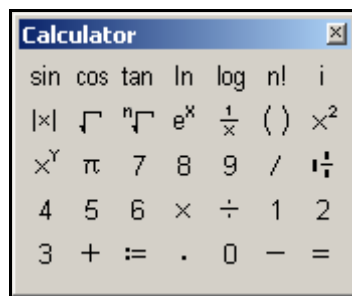 Calculator
sin cos tan ln log n! i
|×| √ ⁿ√ eˣ 1/x ( ) x²
xʸ π 7 8 9 /
4 5 6 × ÷ 1 2
3 + := . 0 − =